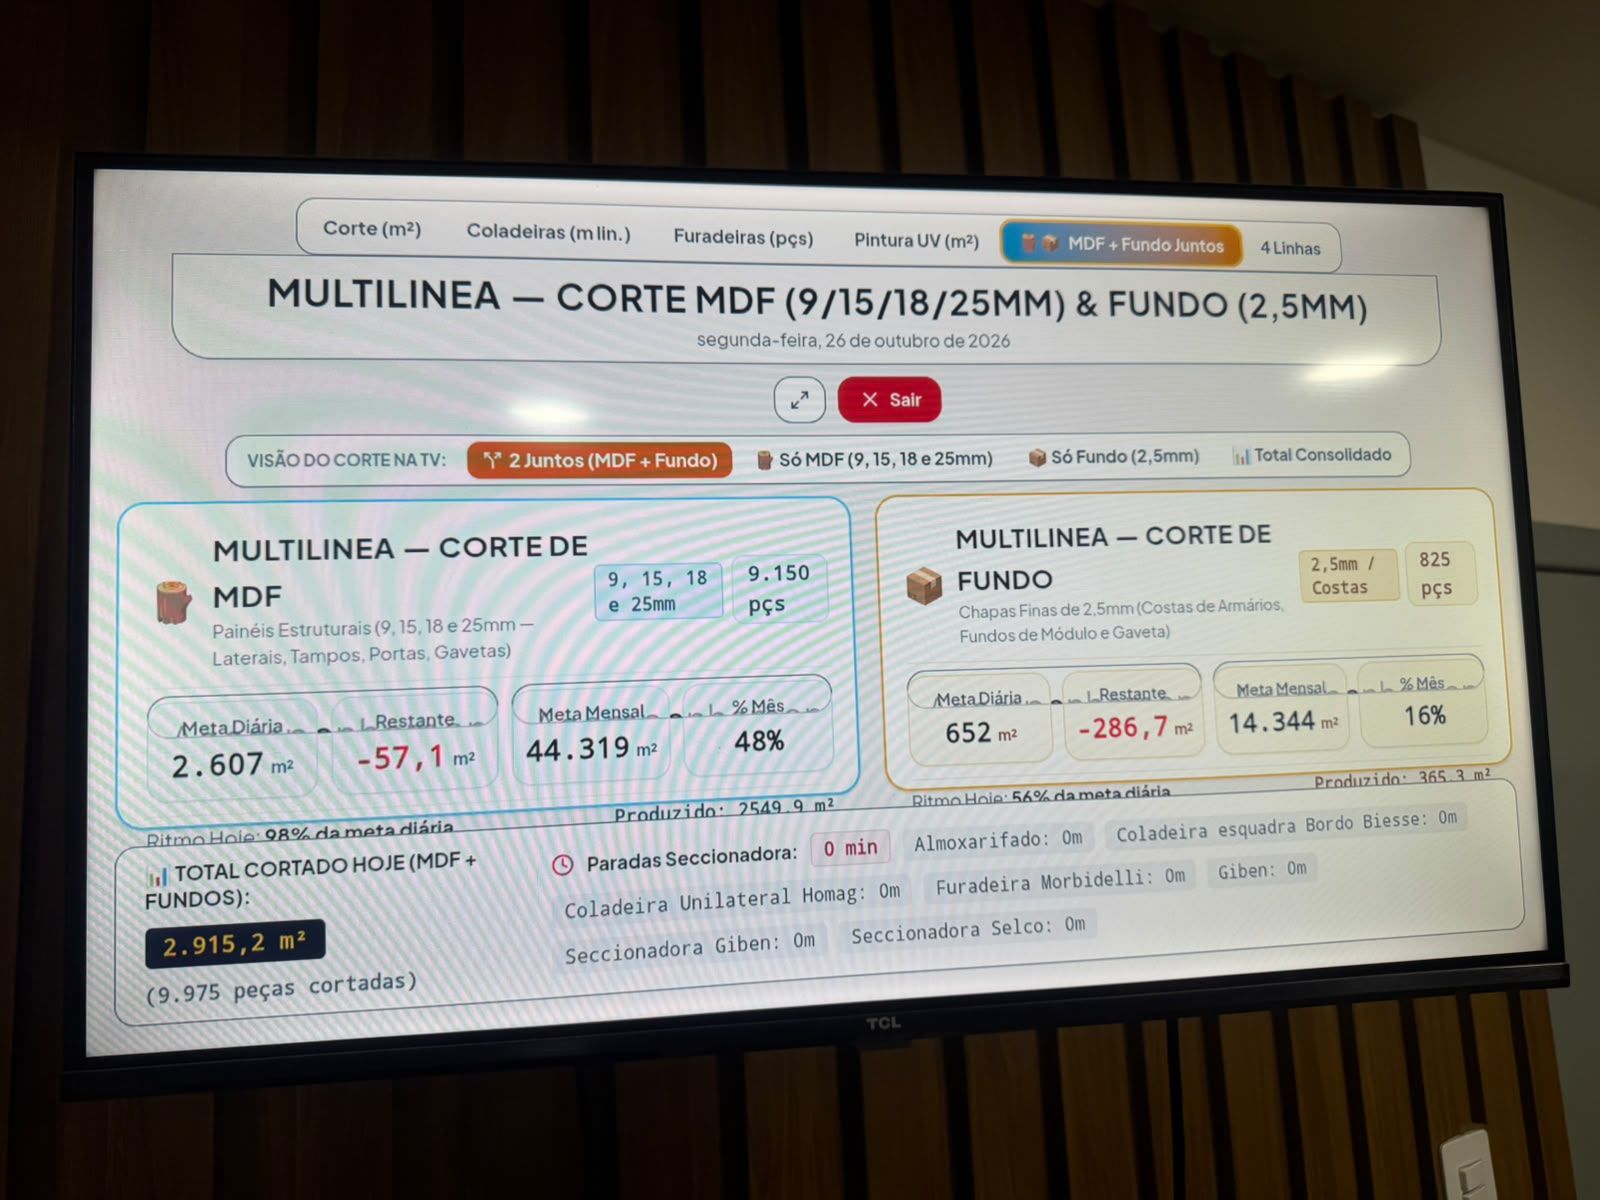 Corte (m²) Coladeiras (m lin.) Furadeiras (pçs) Pintura UV (m²) MDF + Fundo Juntos 4 Linhas
MULTILINEA — CORTE MDF (9/15/18/25MM) & FUNDO (2,5MM)
segunda-feira, 26 de outubro de 2026
Sair
VISÃO DO CORTE NA TV: 2 Juntos (MDF + Fundo) Só MDF (9, 15, 18 e 25mm) Só Fundo (2,5mm) Total Consolidado
MULTILINEA — CORTE DE
MDF
Painéis Estruturais (9, 15, 18 e 25mm —
Laterais, Tampos, Portas, Gavetas)
9, 15, 18
e 25mm
9.150
pçs
Meta Diária Restante Meta Mensal % Mês
2.607 m² -57,1 m² 44.319 m² 48%
Ritmo Hoje: 98% da meta diária Produzido: 2549.9 m²
MULTILINEA — CORTE DE
FUNDO
Chapas Finas de 2,5mm (Costas de Armários,
Fundos de Módulo e Gaveta)
2,5mm /
Costas
825
pçs
Meta Diária Restante Meta Mensal % Mês
652 m² -286,7 m² 14.344 m² 16%
Ritmo Hoje: 56% da meta diária Produzido: 365.3 m²
TOTAL CORTADO HOJE (MDF +
FUNDOS):
2.915,2 m²
(9.975 peças cortadas)
Paradas Seccionadora: 0 min Almoxarifado: 0m Coladeira esquadra Bordo Biesse: 0m
Coladeira Unilateral Homag: 0m Furadeira Morbidelli: 0m Giben: 0m
Seccionadora Giben: 0m Seccionadora Selco: 0m
TCL